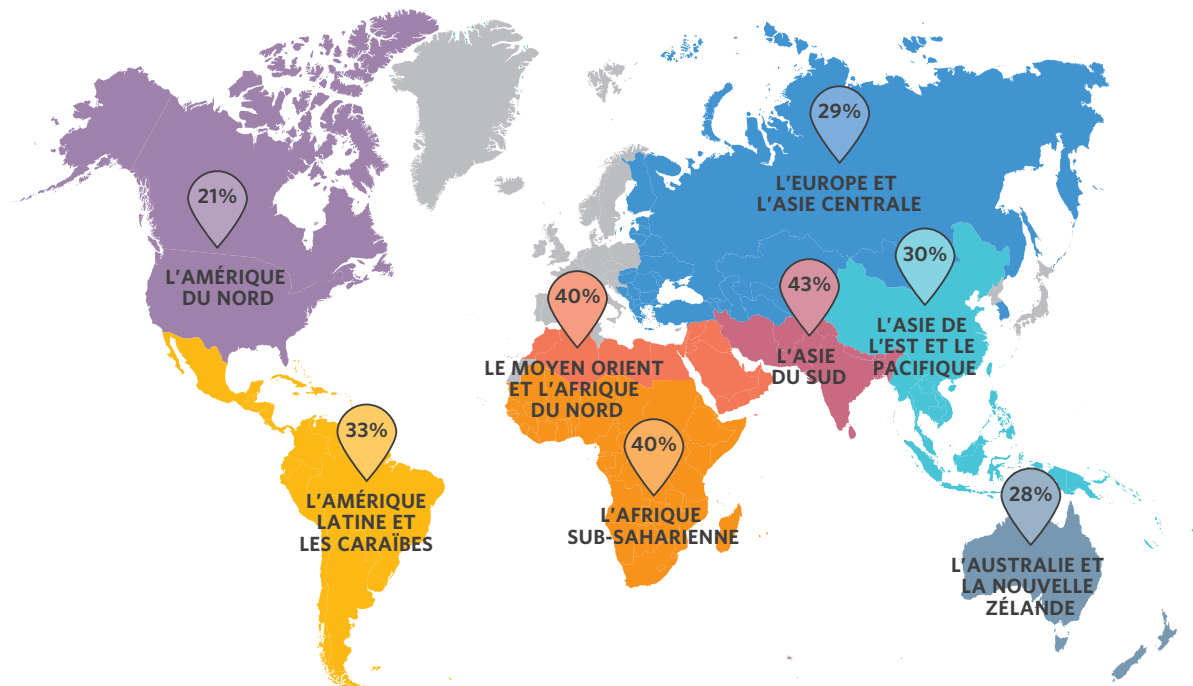 29%
L'EUROPE ET
L'ASIE CENTRALE
21%
L'AMÉRIQUE
DU NORD
30%
L'ASIE DE
L'EST ET LE
PACIFIQUE
43%
L'ASIE
DU SUD
40%
LE MOYEN ORIENT
ET L'AFRIQUE
DU NORD
33%
L'AMÉRIQUE
LATINE ET
LES CARAÏBES
40%
L'AFRIQUE
SUB-SAHARIENNE
28%
L'AUSTRALIE ET
LA NOUVELLE
ZÉLANDE